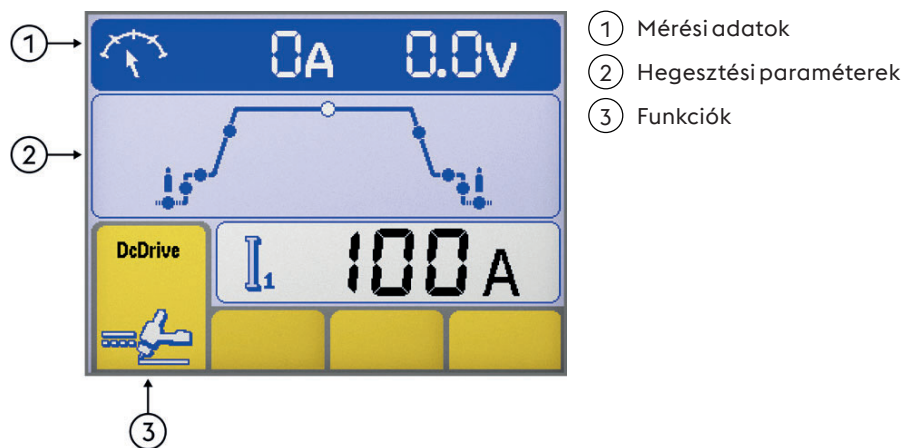 1 Mérési adatok
2 Hegesztési paraméterek
3 Funkciók
1
0A 0.0V
2
DcDrive
I1 100A
3